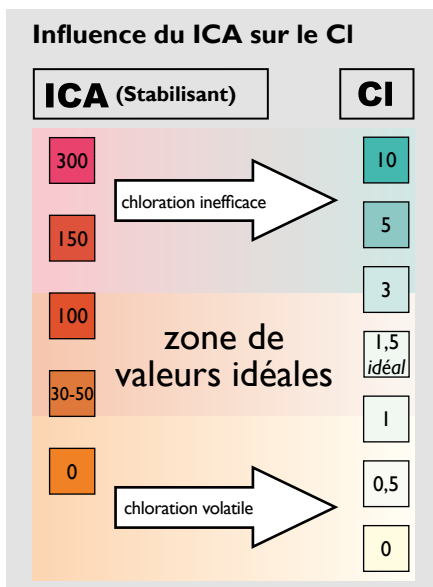 Influence du ICA sur le Cl
ICA (Stabilisant)
Cl
300
10
chloration inefficace
150
5
3
100
zone de
valeurs idéales
1,5
idéal
30-50
1
0
0,5
chloration volatile
0